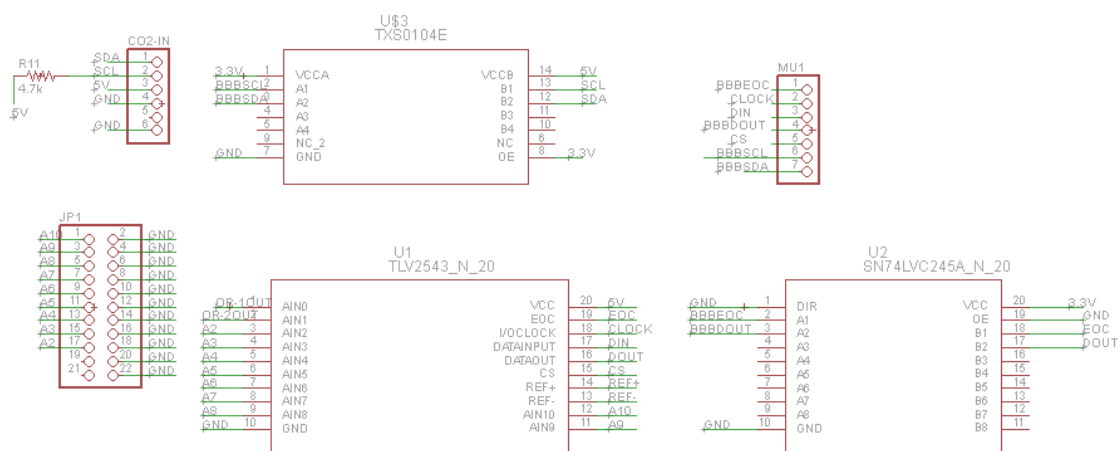 CO2-IN
R11
4.7k
5V
SDA 1
SCL 2
5V 3
GND 4
5
GND 6
U$3
TXS0104E
3.3V 1 VCCA VCCB 14 5V
BBBSCL 2 A1 B1 13 SCL
BBBSDA 3 A2 B2 12 SDA
4 A3 B3 11
5 A4 B4 10
9 NC_2 NC 6
GND 7 GND OE 8 3.3V
MU1
BBBEOC 1
CLOCK 2
DIN 3
BBBDOUT 4
CS 5
BBBSCL 6
BBBSDA 7
JP1
A10 1 2 GND
A9 3 4 GND
A8 5 6 GND
A7 7 8 GND
A6 9 10 GND
A5 11 12 GND
A4 13 14 GND
A3 15 16 GND
A2 17 18 GND
19 20 GND
21 22 GND
U1
TLV2543_N_20
OR-1OUT 1 AIN0 VCC 20 5V
OR-2OUT 2 AIN1 EOC 19 EOC
A2 3 AIN2 I/OCLOCK 18 CLOCK
A3 4 AIN3 DATAINPUT 17 DIN
A4 5 AIN4 DATAOUT 16 DOUT
A5 6 AIN5 CS 15 CS
A6 7 AIN6 REF+ 14 REF+
A7 8 AIN7 REF- 13 REF-
A8 9 AIN8 AIN10 12 A10
GND 10 GND AIN9 11 A9
U2
SN74LVC245A_N_20
GND 1 DIR VCC 20 3.3V
BBBEOC 2 A1 OE 19 GND
BBBDOUT 3 A2 B1 18 EOC
4 A3 B2 17 DOUT
5 A4 B3 16
6 A5 B4 15
7 A6 B5 14
8 A7 B6 13
9 A8 B7 12
GND 10 GND B8 11